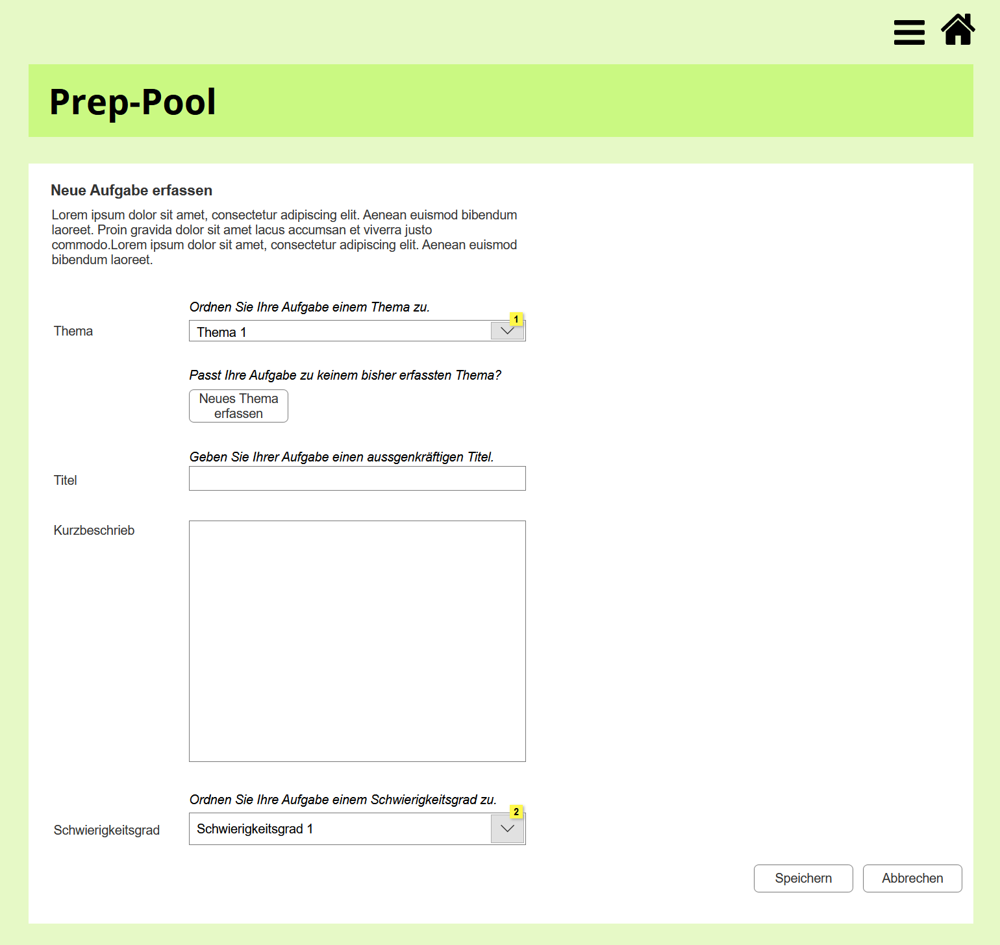 Prep-Pool
Neue Aufgabe erfassen
Lorem ipsum dolor sit amet, consectetur adipiscing elit. Aenean euismod bibendum
laoreet. Proin gravida dolor sit amet lacus accumsan et viverra justo
commodo.Lorem ipsum dolor sit amet, consectetur adipiscing elit. Aenean euismod
bibendum laoreet.
Ordnen Sie Ihre Aufgabe einem Thema zu.
1
Thema
Thema 1
Passt Ihre Aufgabe zu keinem bisher erfassten Thema?
Neues Thema
erfassen
Geben Sie Ihrer Aufgabe einen aussgenkräftigen Titel.
Titel
Kurzbeschrieb
Ordnen Sie Ihre Aufgabe einem Schwierigkeitsgrad zu.
2
Schwierigkeitsgrad
Schwierigkeitsgrad 1
Speichern
Abbrechen